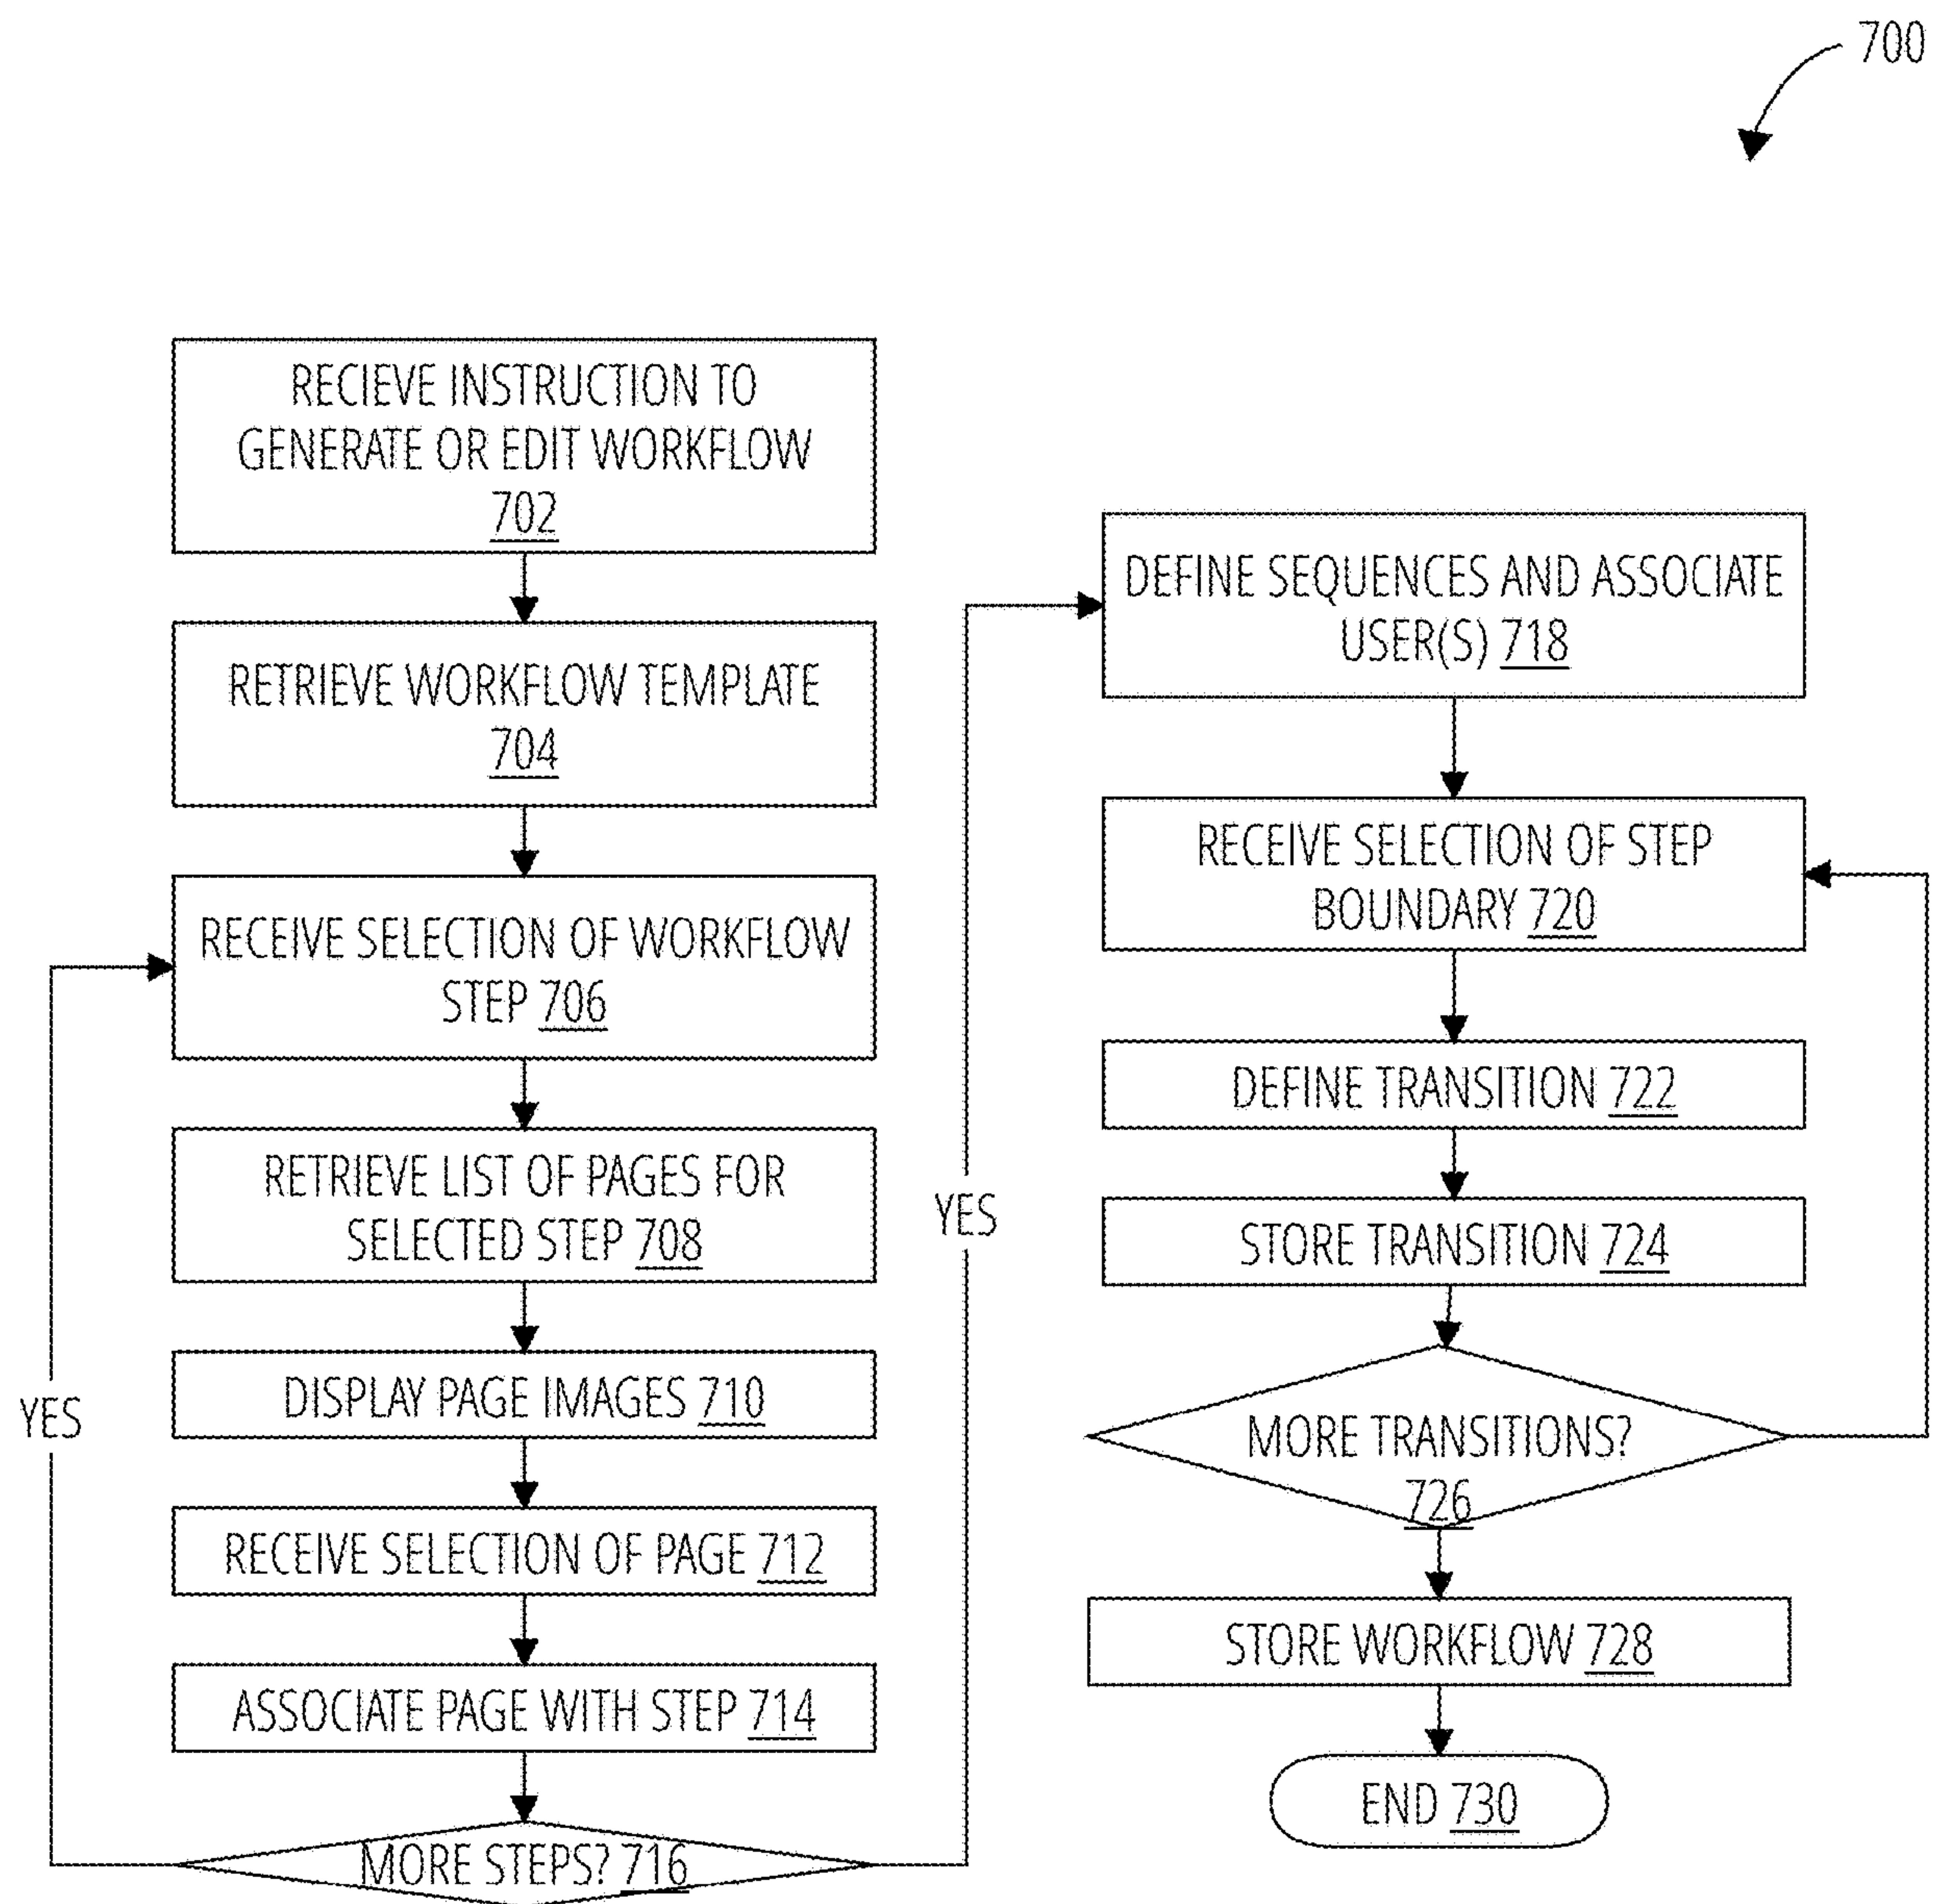 700
RECIEVE INSTRUCTION TO
GENERATE OR EDIT WORKFLOW
702
RETRIEVE WORKFLOW TEMPLATE
704
RECEIVE SELECTION OF WORKFLOW
STEP 706
RETRIEVE LIST OF PAGES FOR
SELECTED STEP 708
DISPLAY PAGE IMAGES 710
RECEIVE SELECTION OF PAGE 712
ASSOCIATE PAGE WITH STEP 714
MORE STEPS? 716
YES
YES
DEFINE SEQUENCES AND ASSOCIATE
USER(S) 718
RECEIVE SELECTION OF STEP
BOUNDARY 720
DEFINE TRANSITION 722
STORE TRANSITION 724
MORE TRANSITIONS?
726
STORE WORKFLOW 728
END 730